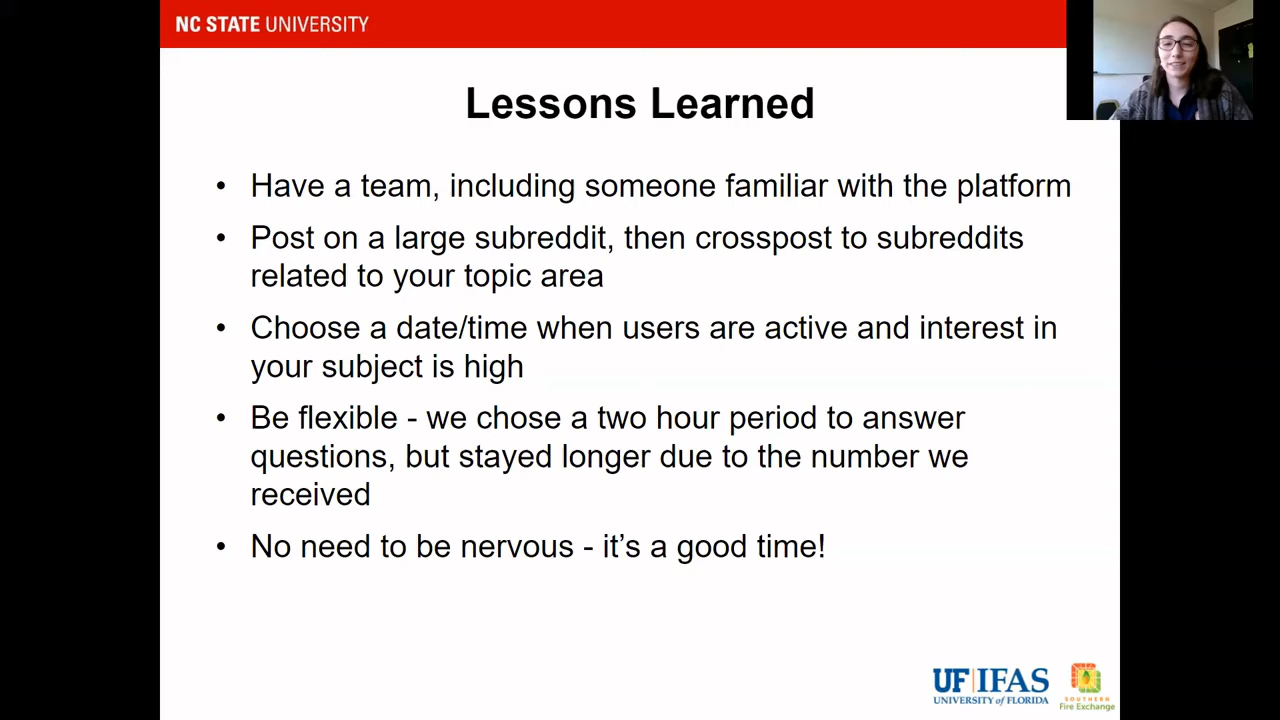 NC STATE UNIVERSITY
Lessons Learned
• Have a team, including someone familiar with the platform
• Post on a large subreddit, then crosspost to subreddits
related to your topic area
• Choose a date/time when users are active and interest in
your subject is high
• Be flexible - we chose a two hour period to answer
questions, but stayed longer due to the number we
received
• No need to be nervous - it’s a good time!
UF|IFAS
UNIVERSITY of FLORIDA
SOUTHERN
Fire Exchange